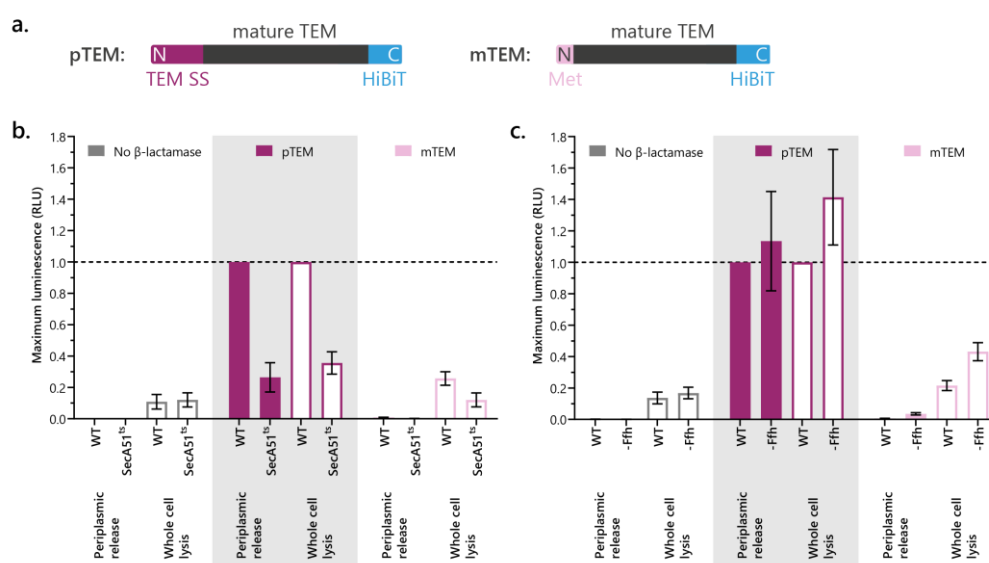 a.
mature TEM
pTEM: N C
TEM SS HiBiT
mature TEM
mTEM: N C
Met HiBiT
b.
No β-lactamase pTEM mTEM
Maximum luminescence (RLU)
1.8
1.6
1.4
1.2
1.0
0.8
0.6
0.4
0.2
0.0
WT SecA51ts WT SecA51ts WT SecA51ts WT SecA51ts WT SecA51ts WT SecA51ts
Periplasmic release Whole cell lysis Periplasmic release Whole cell lysis Periplasmic release Whole cell lysis
c.
No β-lactamase pTEM mTEM
Maximum luminescence (RLU)
1.8
1.6
1.4
1.2
1.0
0.8
0.6
0.4
0.2
0.0
WT -Ffh WT -Ffh WT -Ffh WT -Ffh WT -Ffh WT -Ffh
Periplasmic release Whole cell lysis Periplasmic release Whole cell lysis Periplasmic release Whole cell lysis